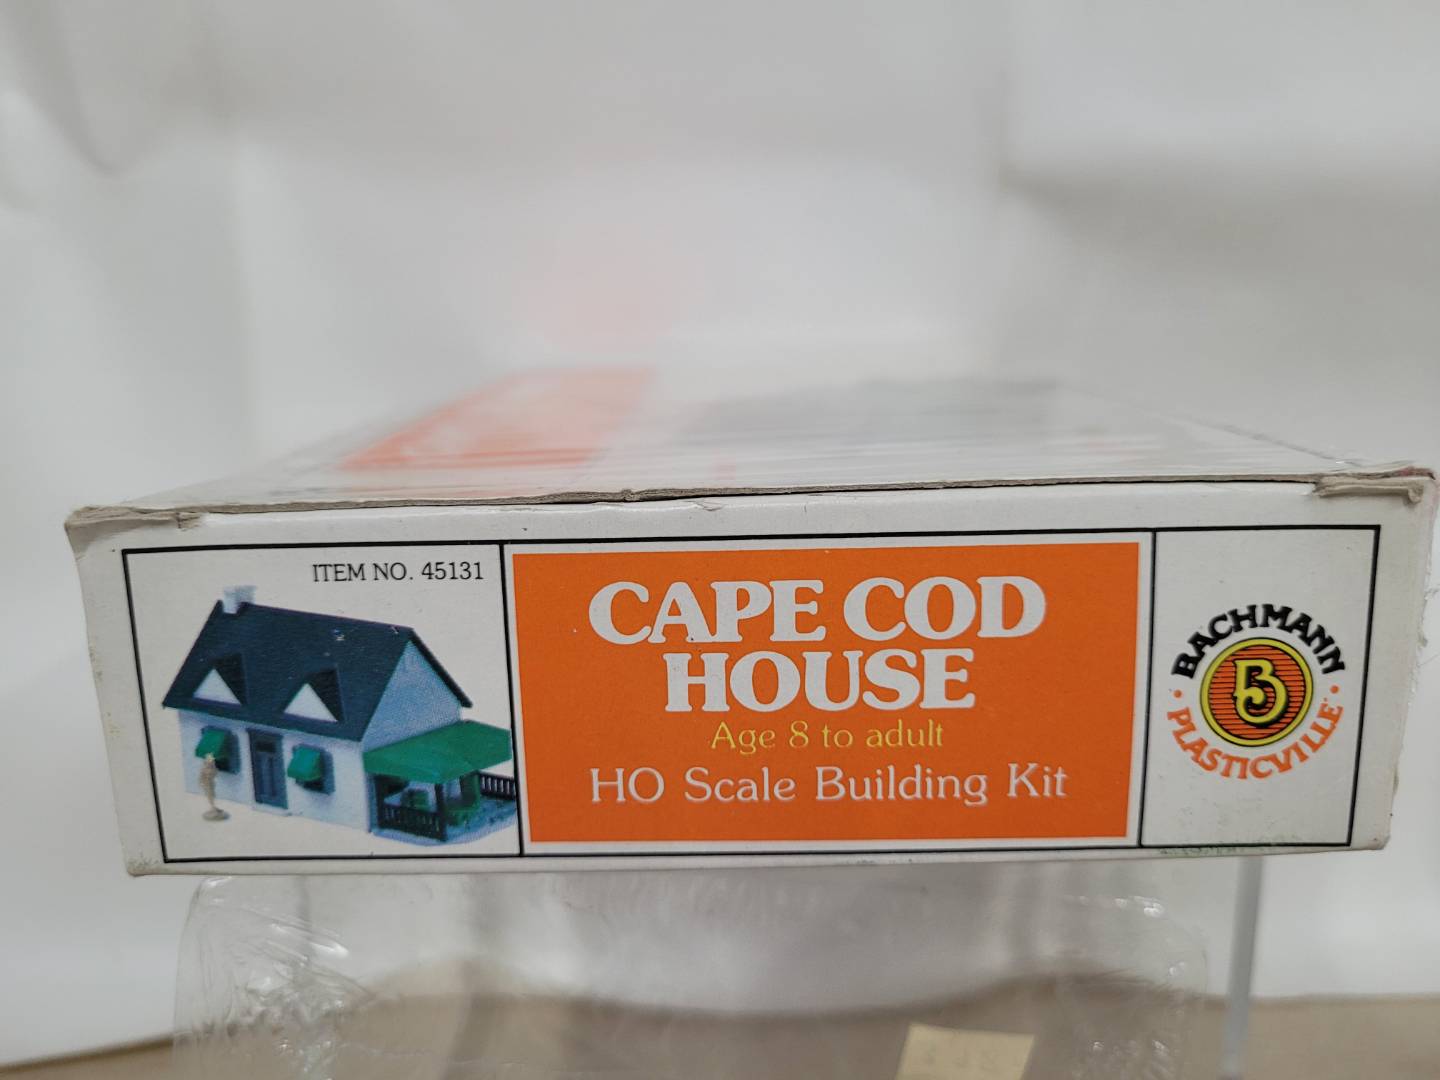 ITEM NO. 45131
CAPE COD
HOUSE
Age 8 to adult
HO Scale Building Kit
BACHMANN
B
• PLASTICVILLE •